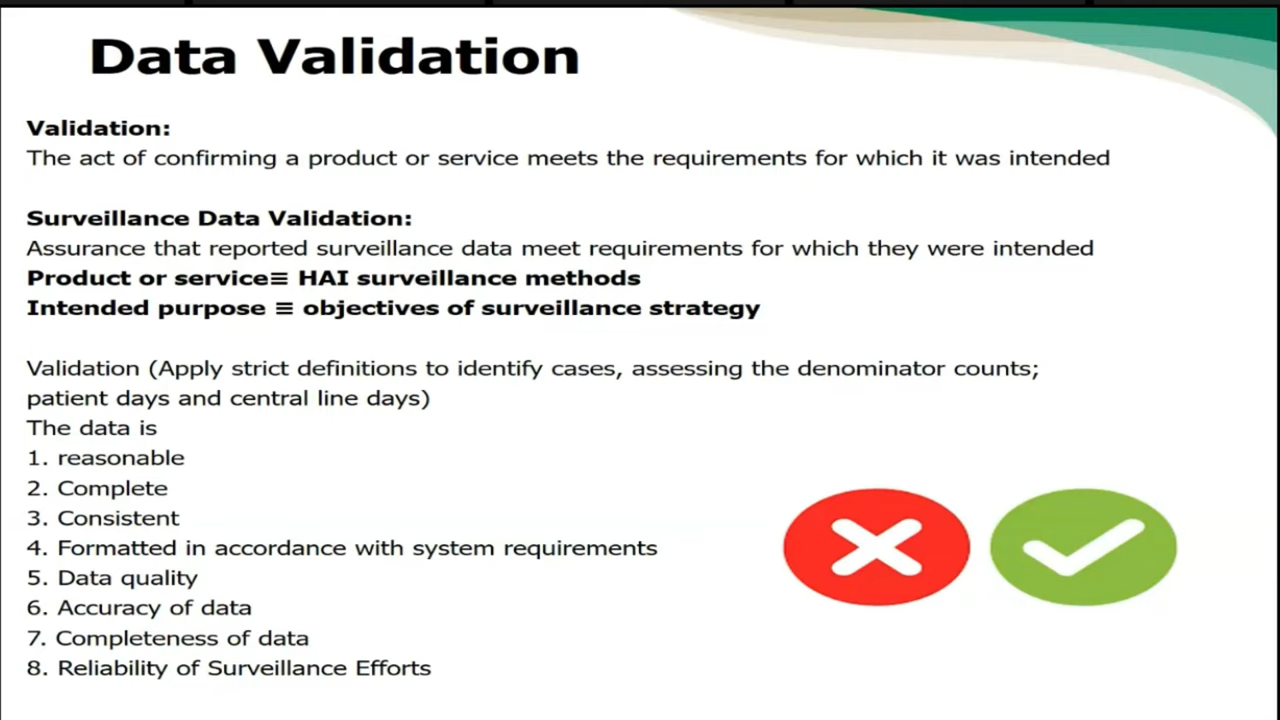 Data Validation
Validation:
The act of confirming a product or service meets the requirements for which it was intended
Surveillance Data Validation:
Assurance that reported surveillance data meet requirements for which they were intended
Product or service≡ HAI surveillance methods
Intended purpose ≡ objectives of surveillance strategy
Validation (Apply strict definitions to identify cases, assessing the denominator counts;
patient days and central line days)
The data is
1. reasonable
2. Complete
3. Consistent
4. Formatted in accordance with system requirements
5. Data quality
6. Accuracy of data
7. Completeness of data
8. Reliability of Surveillance Efforts